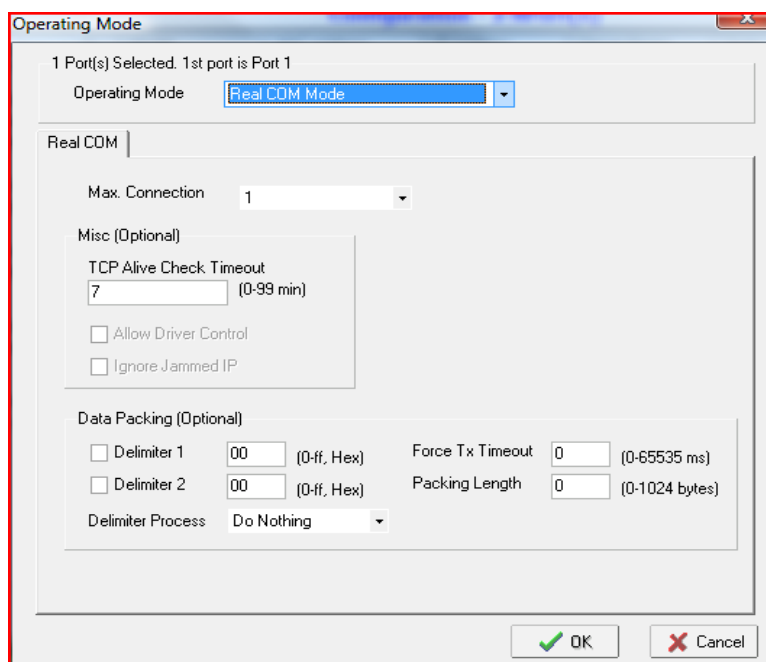 Operating Mode
1 Port(s) Selected. 1st port is Port 1
Operating Mode Real COM Mode
Real COM
Max. Connection 1
Misc (Optional)
TCP Alive Check Timeout
7 (0-99 min)
Allow Driver Control
Ignore Jammed IP
Data Packing (Optional)
Delimiter 1 00 (0-ff, Hex) Force Tx Timeout 0 (0-65535 ms)
Delimiter 2 00 (0-ff, Hex) Packing Length 0 (0-1024 bytes)
Delimiter Process Do Nothing
OK Cancel